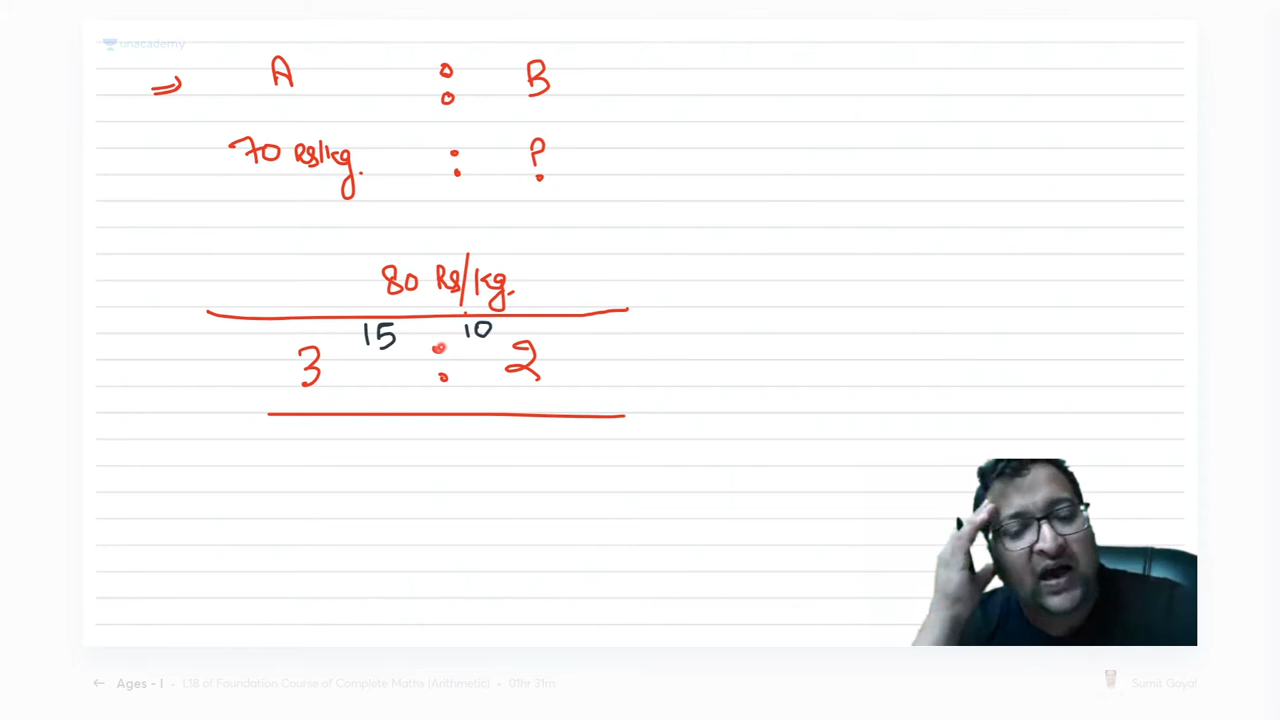 unacademy
⇒ A : B
70 Rs/kg. : ?
80 Rs/kg.
15 10
3 : 2
← Ages - I • L18 of Foundation Course of Complete Maths (Arithmetic) • 01hr 31m
Sumit Goyal